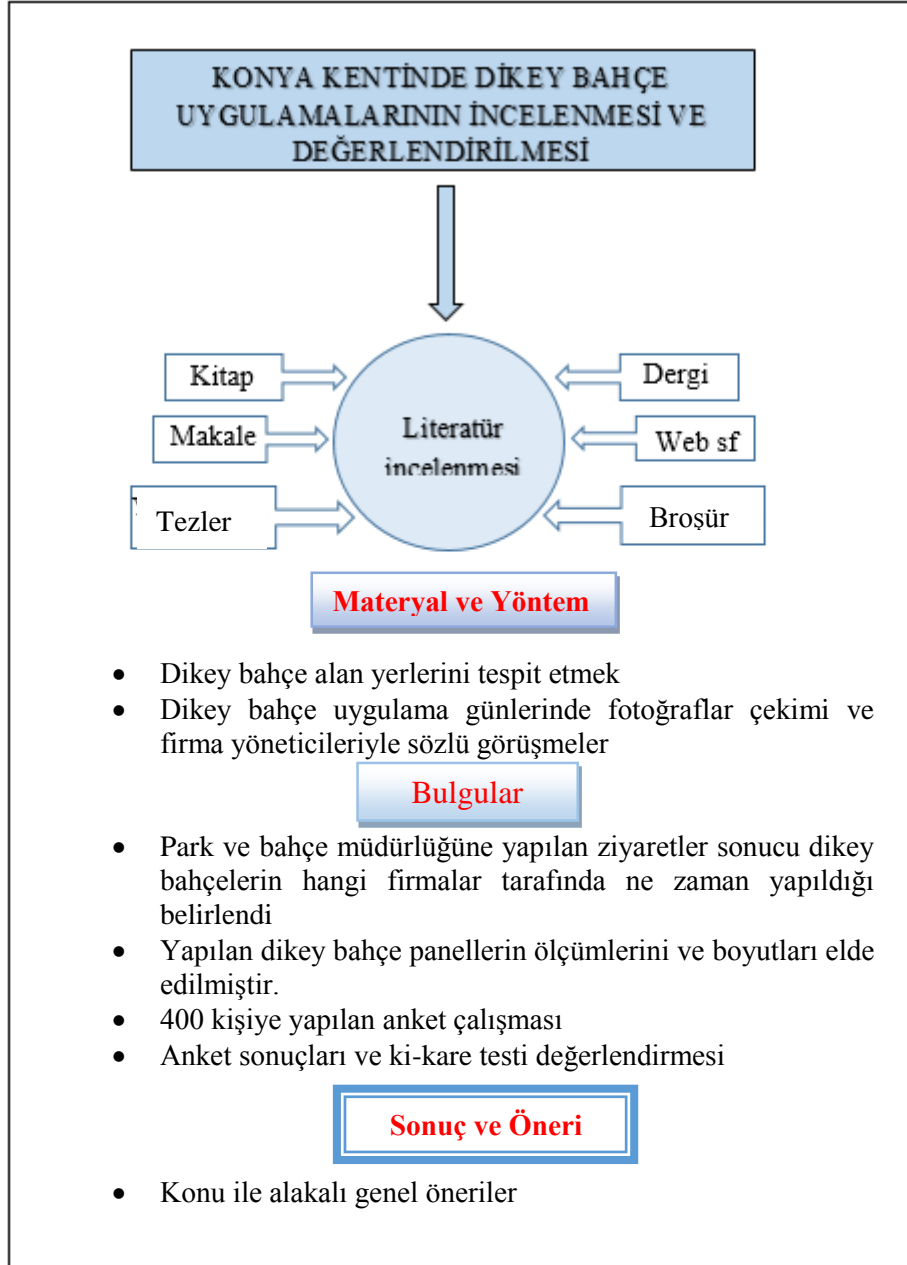 KONYA KENTİNDE DİKEY BAHÇE
UYGULAMALARININ İNCELENMESİ VE
DEĞERLENDİRİLMESİ
Kitap
Dergi
Makale
Literatür
incelenmesi
Web sf
Tezler
Broşür
Materyal ve Yöntem
• Dikey bahçe alan yerlerini tespit etmek
• Dikey bahçe uygulama günlerinde fotoğraflar çekimi ve
firma yöneticileriyle sözlü görüşmeler
Bulgular
• Park ve bahçe müdürlüğüne yapılan ziyaretler sonucu dikey
bahçelerin hangi firmalar tarafında ne zaman yapıldığı
belirlendi
• Yapılan dikey bahçe panellerin ölçümlerini ve boyutları elde
edilmiştir.
• 400 kişiye yapılan anket çalışması
• Anket sonuçları ve ki-kare testi değerlendirmesi
Sonuç ve Öneri
• Konu ile alakalı genel öneriler